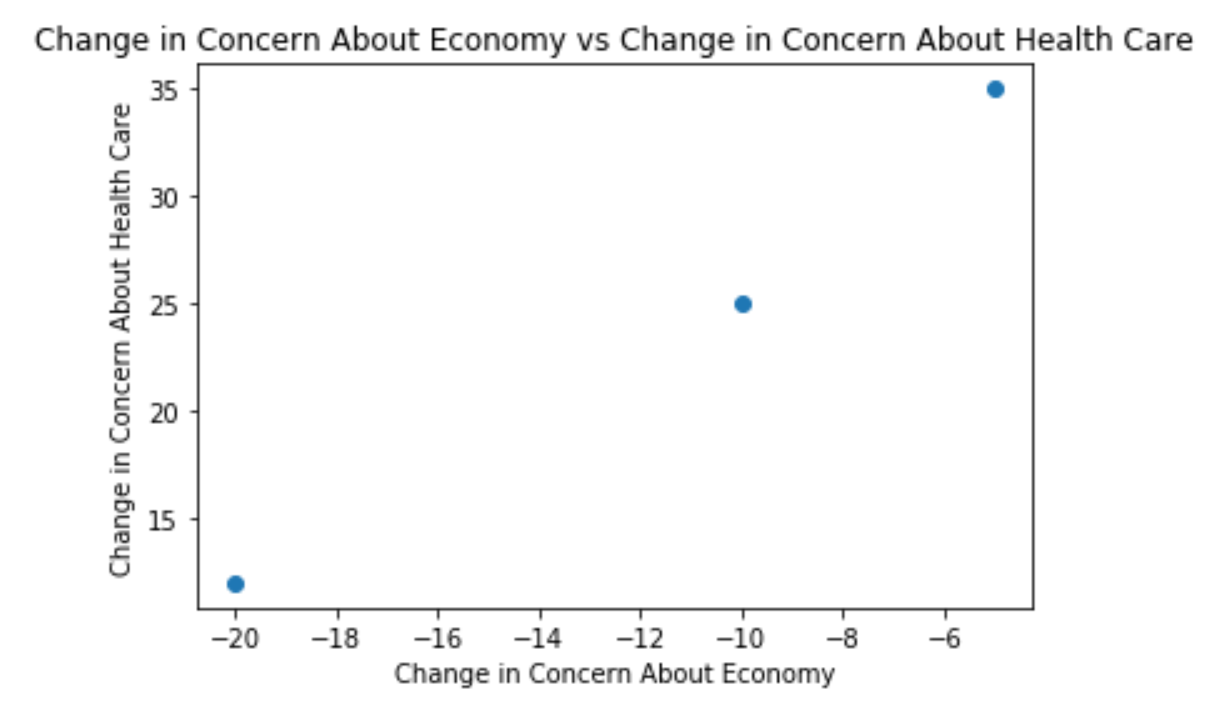 Change in Concern About Economy vs Change in Concern About Health Care
Change in Concern About Health Care
35
30
25
20
15
−20 −18 −16 −14 −12 −10 −8 −6
Change in Concern About Economy